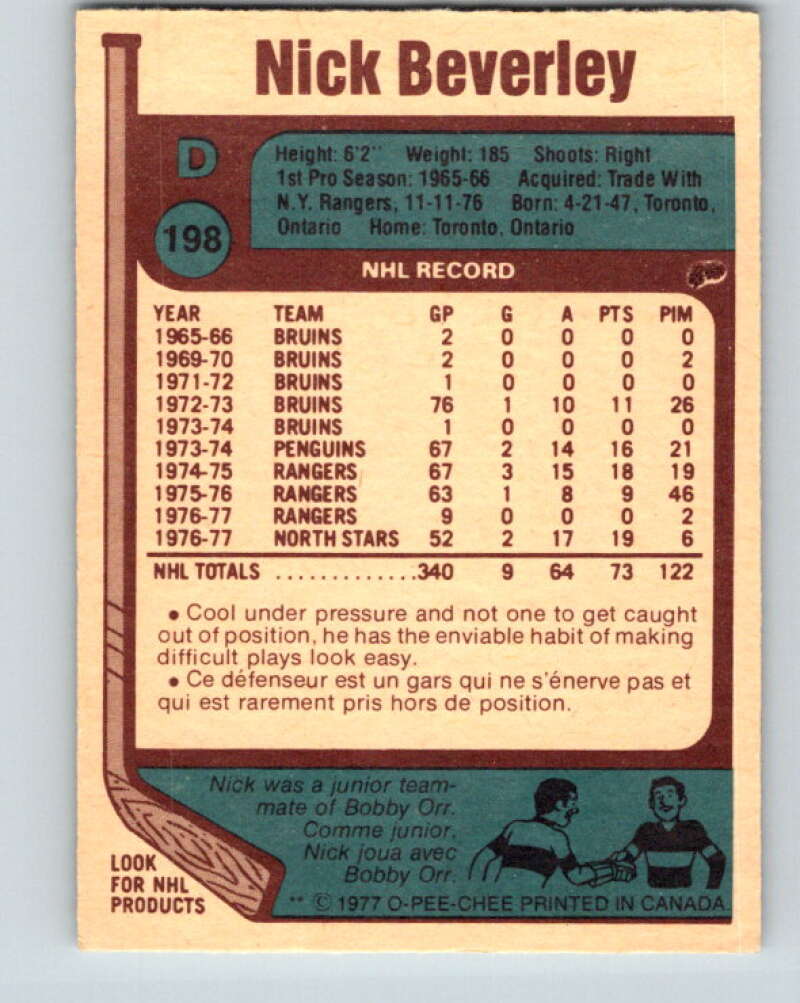 Nick Beverley
D
198
Height: 6'2" Weight: 185 Shoots: Right
1st Pro Season: 1965-66 Acquired: Trade With
N.Y. Rangers, 11-11-76 Born: 4-21-47, Toronto,
Ontario Home: Toronto, Ontario
NHL RECORD
YEAR TEAM GP G A PTS PIM
1965-66 BRUINS 2 0 0 0 0
1969-70 BRUINS 2 0 0 0 2
1971-72 BRUINS 1 0 0 0 0
1972-73 BRUINS 76 1 10 11 26
1973-74 BRUINS 1 0 0 0 0
1973-74 PENGUINS 67 2 14 16 21
1974-75 RANGERS 67 3 15 18 19
1975-76 RANGERS 63 1 8 9 46
1976-77 RANGERS 9 0 0 0 2
1976-77 NORTH STARS 52 2 17 19 6
NHL TOTALS .............340 9 64 73 122
• Cool under pressure and not one to get caught
out of position, he has the enviable habit of making
difficult plays look easy.
• Ce défenseur est un gars qui ne s'énerve pas et
qui est rarement pris hors de position.
Nick was a junior team-
mate of Bobby Orr.
Comme junior,
Nick joua avec
Bobby Orr.
LOOK
FOR NHL
PRODUCTS
** © 1977 O-PEE-CHEE PRINTED IN CANADA